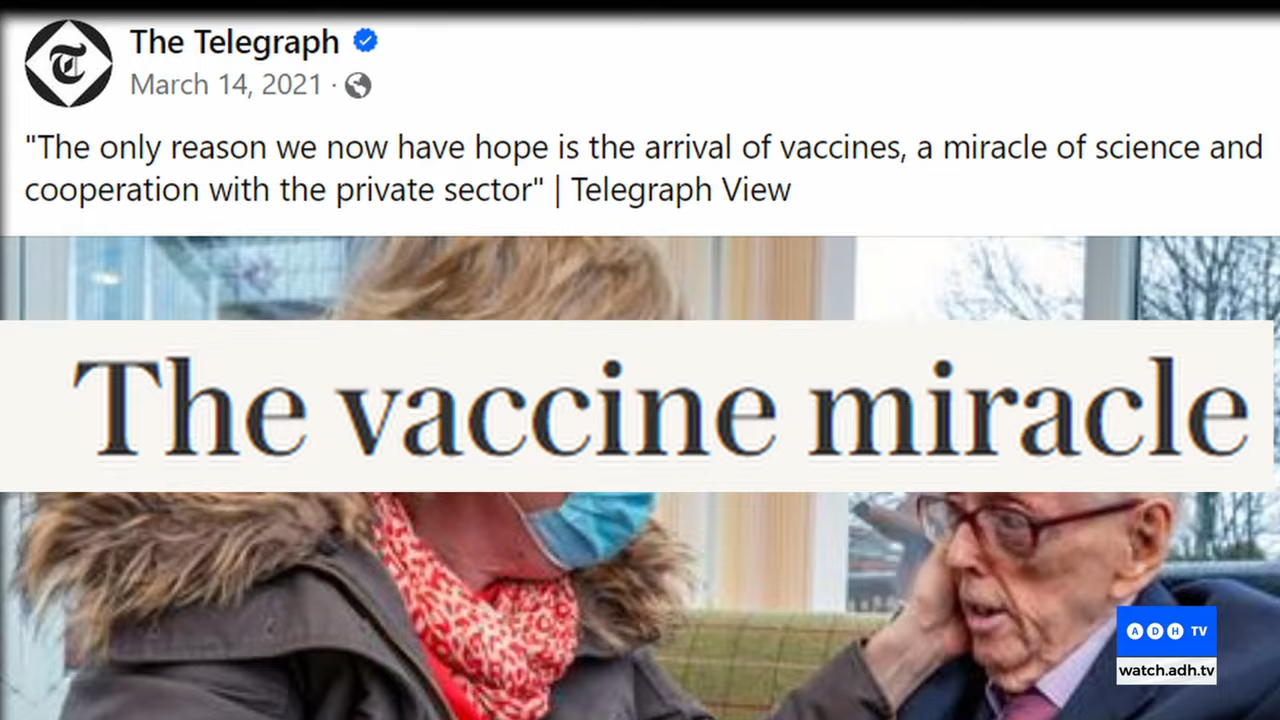 The Telegraph
March 14, 2021 ·
"The only reason we now have hope is the arrival of vaccines, a miracle of science and
cooperation with the private sector" | Telegraph View
The vaccine miracle
ADH TV
watch.adh.tv